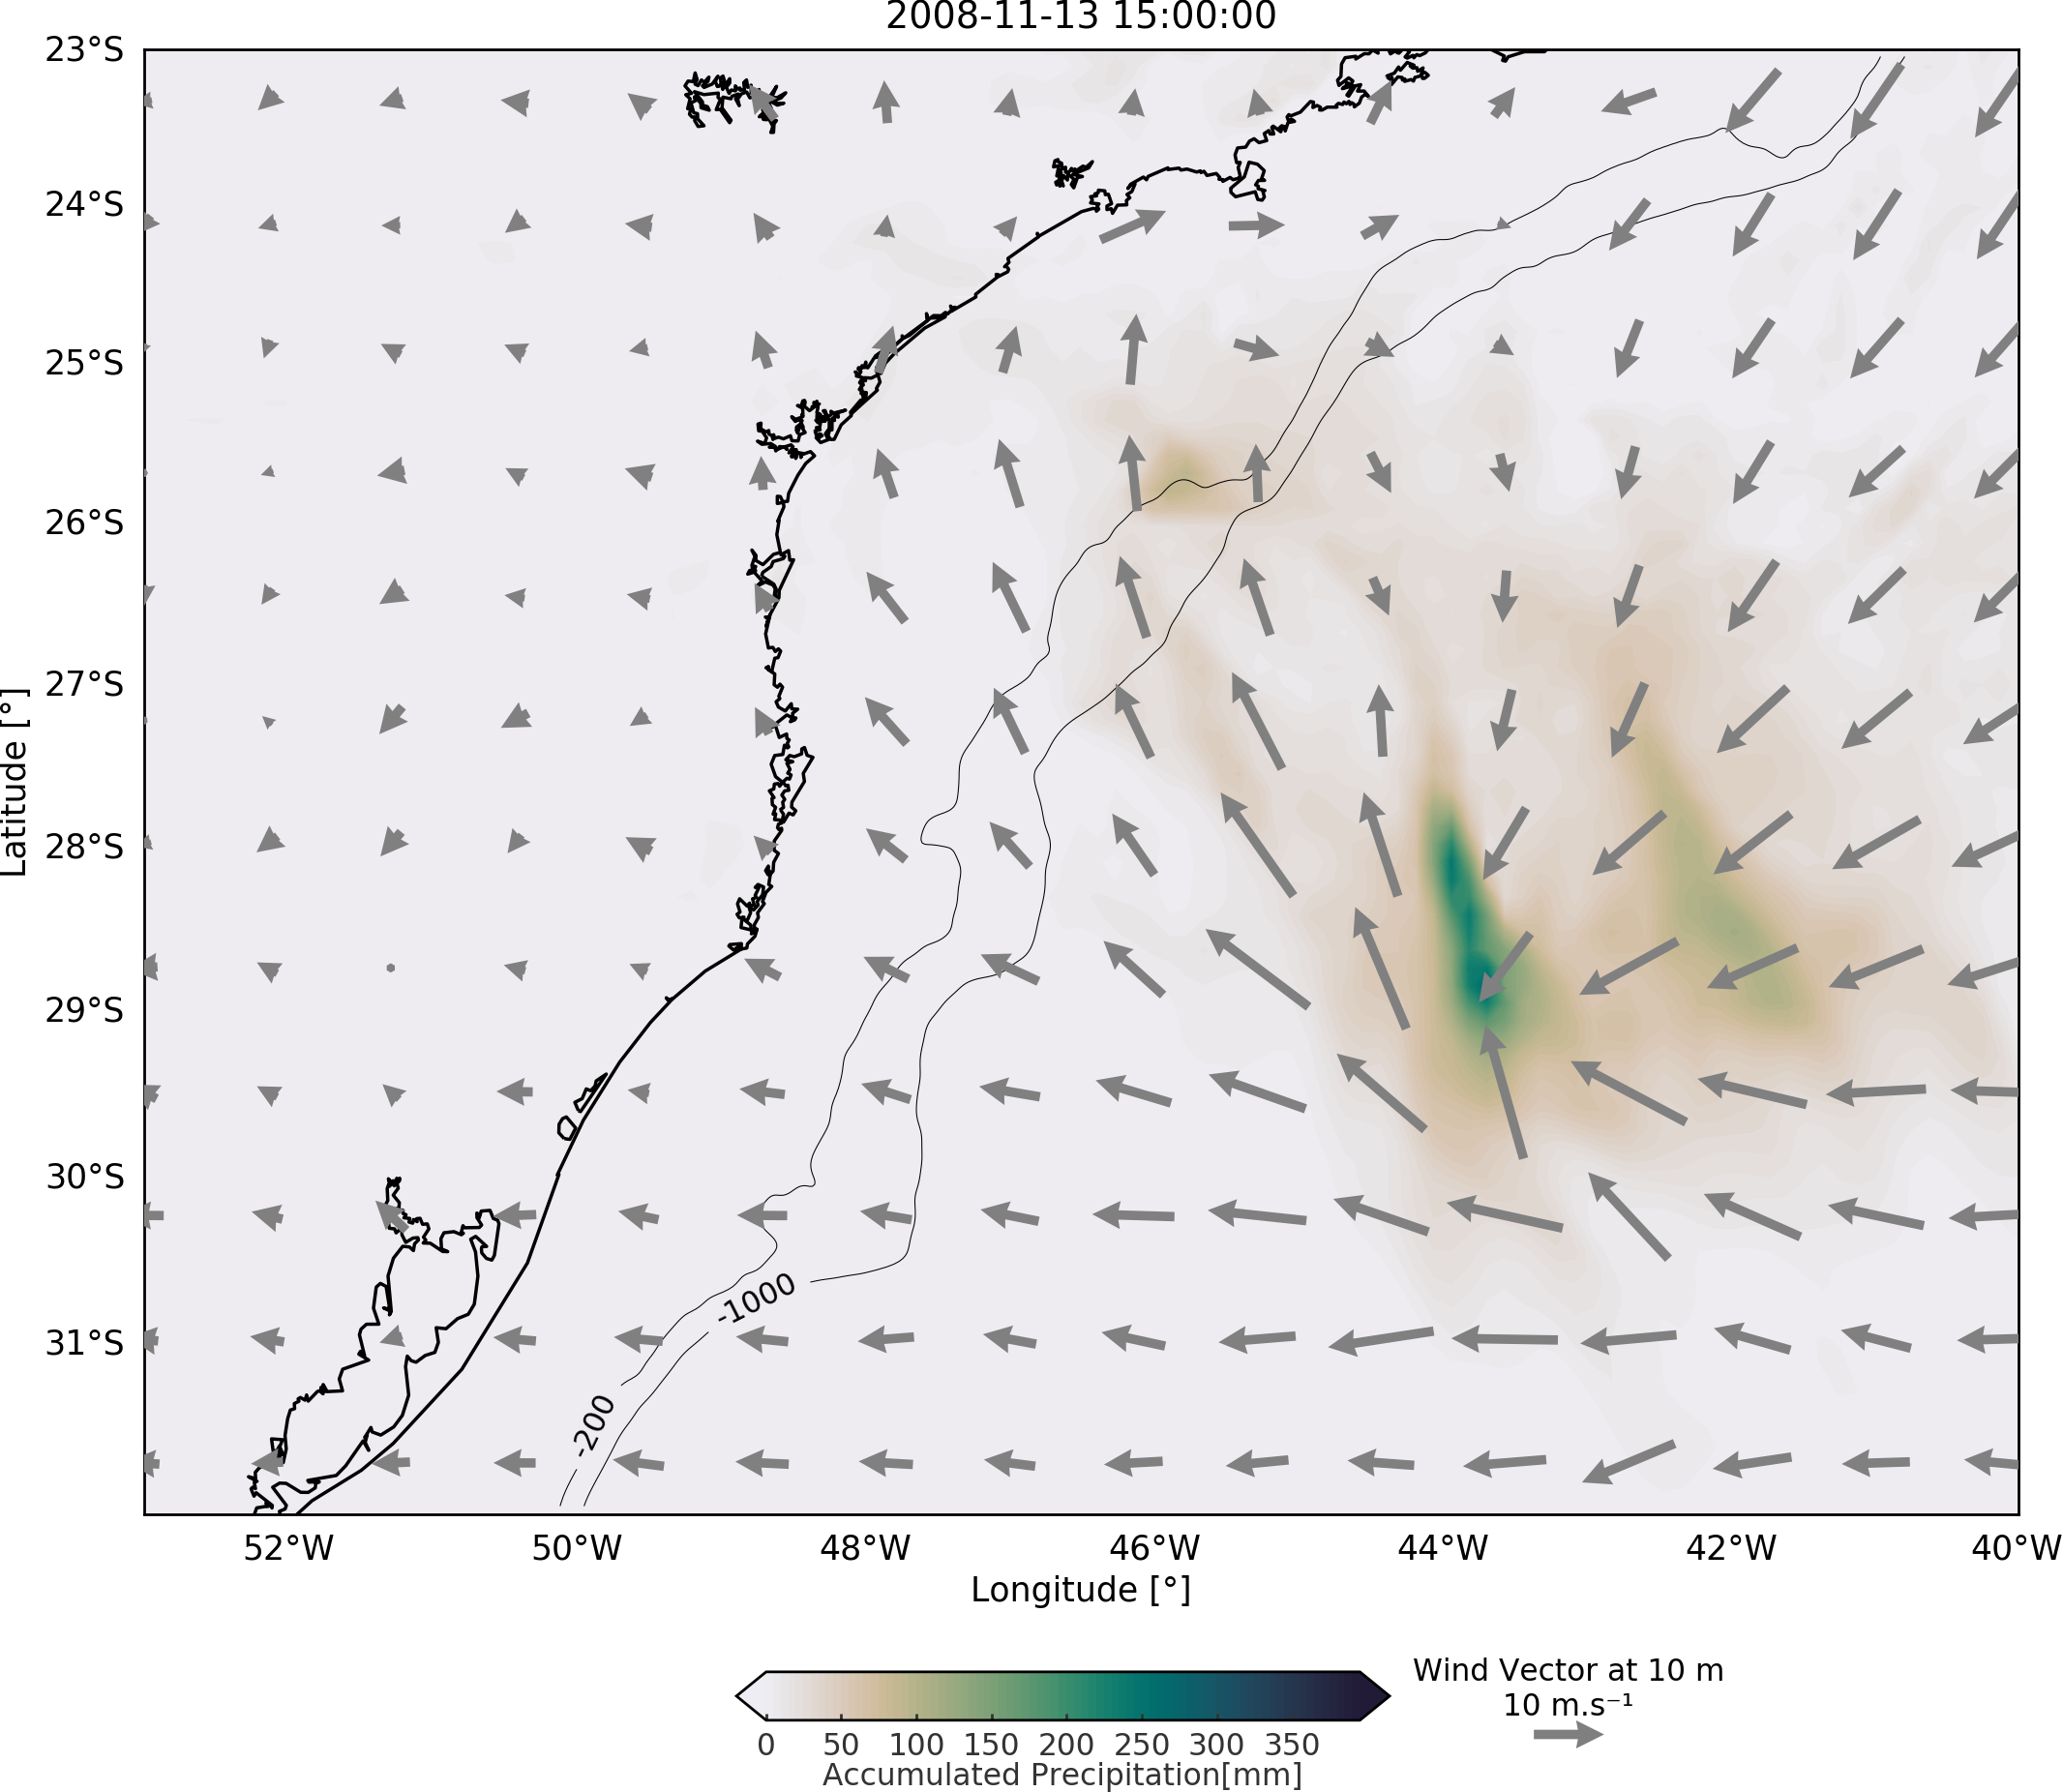 2008-11-13 15:00:00
23°S
24°S
25°S
26°S
27°S
28°S
29°S
30°S
31°S
Latitude [°]
-1000
-200
52°W 50°W 48°W 46°W 44°W 42°W 40°W
Longitude [°]
Wind Vector at 10 m
10 m.s⁻¹
0 50 100 150 200 250 300 350
Accumulated Precipitation[mm]